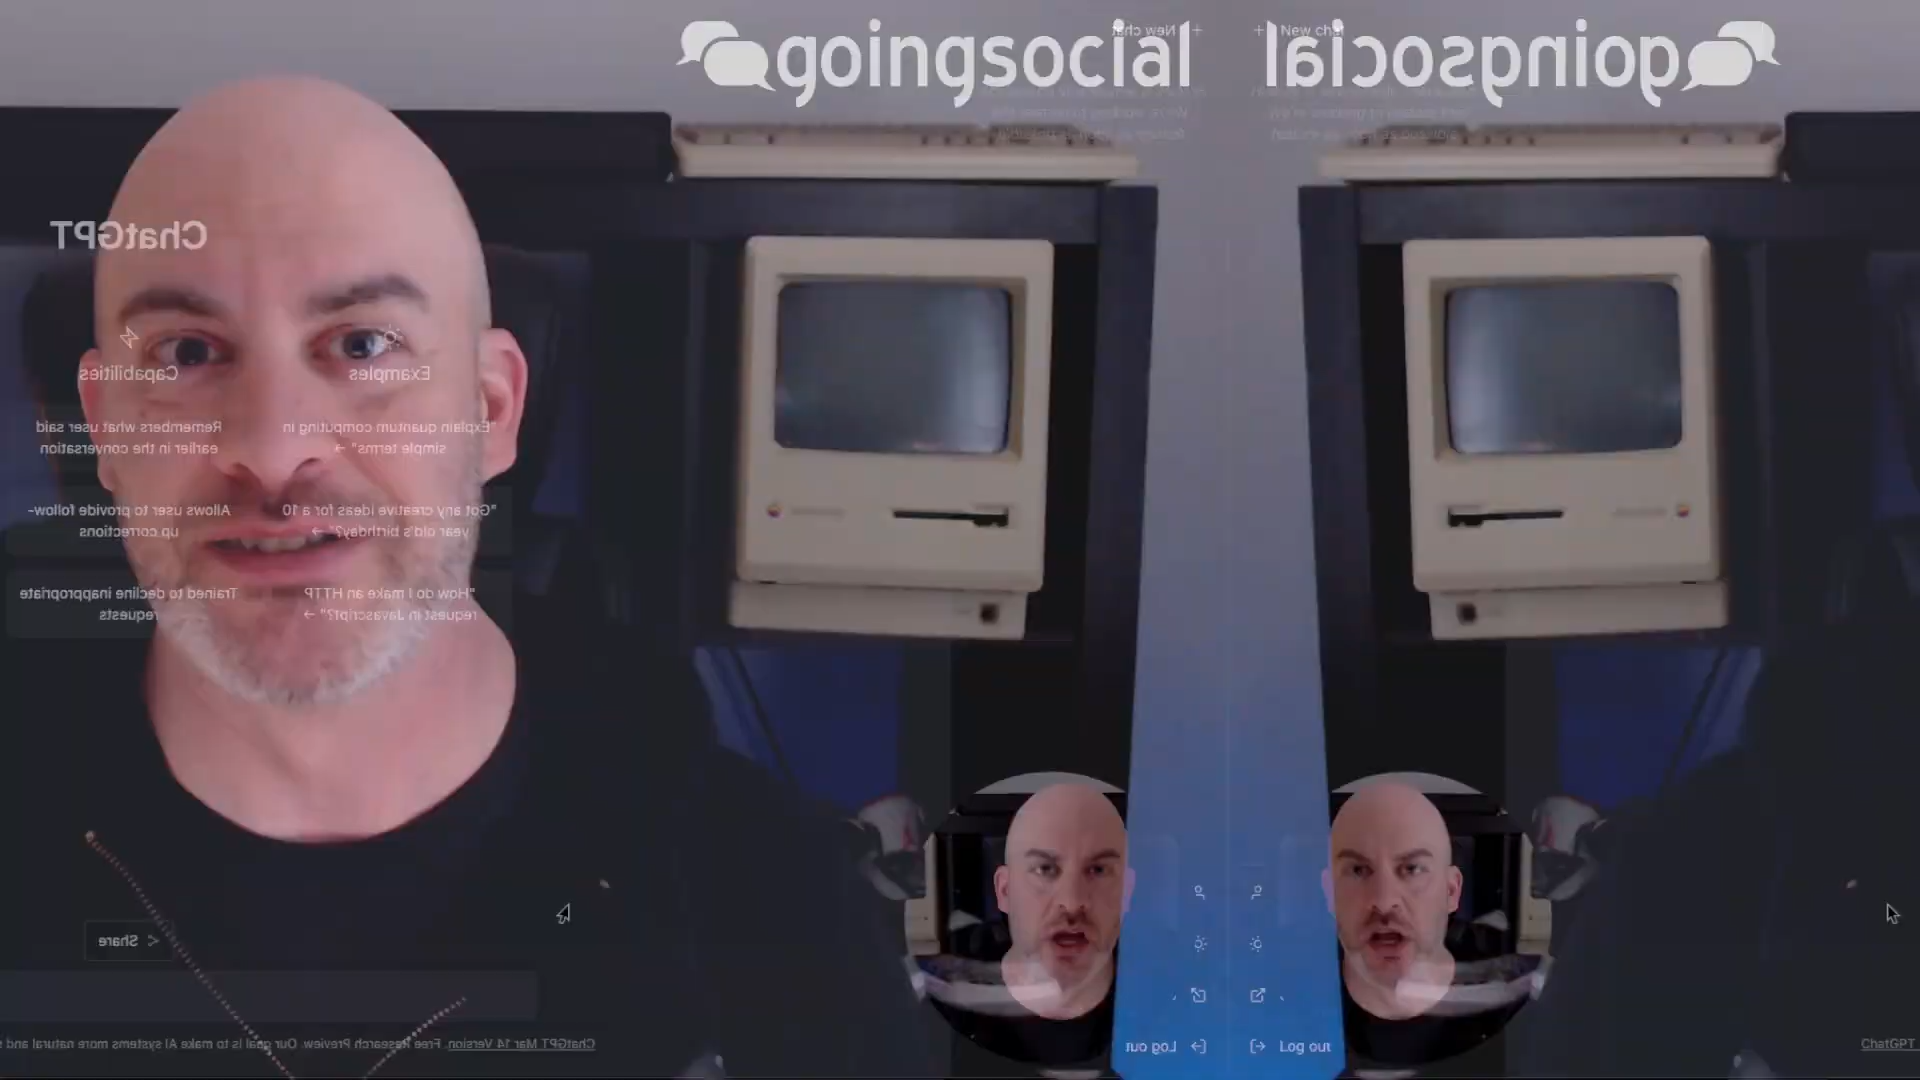 goingsocial goingsocial
New chat + + New chat
ChatGPT
Capabilities Examples
Remembers what user said "Explain quantum computing in
earlier in the conversation simple terms" →
Allows user to provide follow- "Got any creative ideas for a 10
up corrections year old's birthday?" →
Trained to decline inappropriate "How do I make an HTTP
requests request in Javascript?" →
Share
Log out Log out
ChatGPT Mar 14 Version. Free Research Preview. Our goal is to make AI systems more natural and ChatGPT